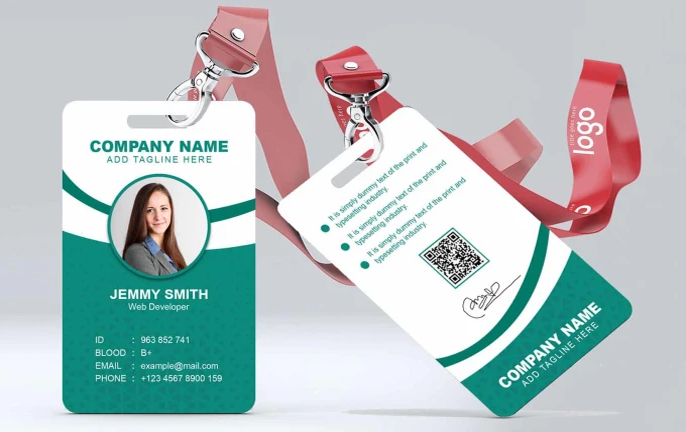 COMPANY NAME
ADD TAGLINE HERE
JEMMY SMITH
Web Developer
ID : 963 852 741
BLOOD : B+
EMAIL : example@mail.com
PHONE : +123 4567 8900 159
It is simply dummy text of the print and
typesetting industry.
It is simply dummy text of the print and
typesetting industry.
It is simply dummy text of the print and
typesetting industry.
COMPANY NAME
ADD TAGLINE HERE
logo